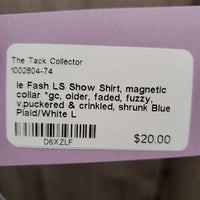 The Tack Collector
1002804-74
le Fash LS Show Shirt, magnetic
collar *gc, older, faded, fuzzy,
v.puckered & crinkled, shrunk Blue
Plaid/White L
D6XZLF
$20.00